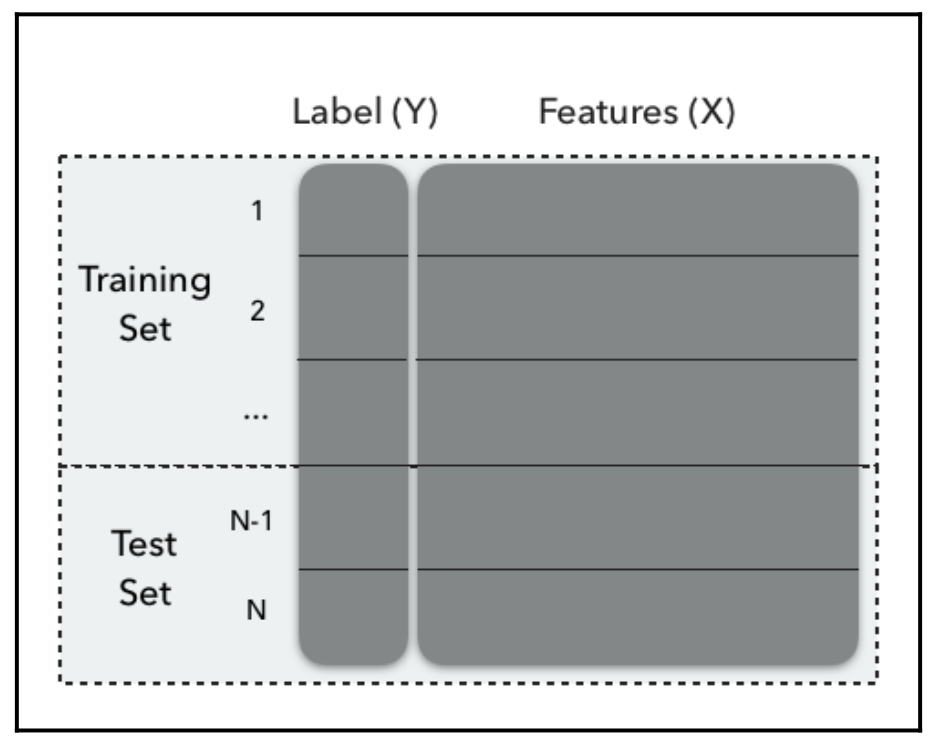 Label (Y) Features (X)
1
Training
Set
2
...
N-1
Test
Set
N